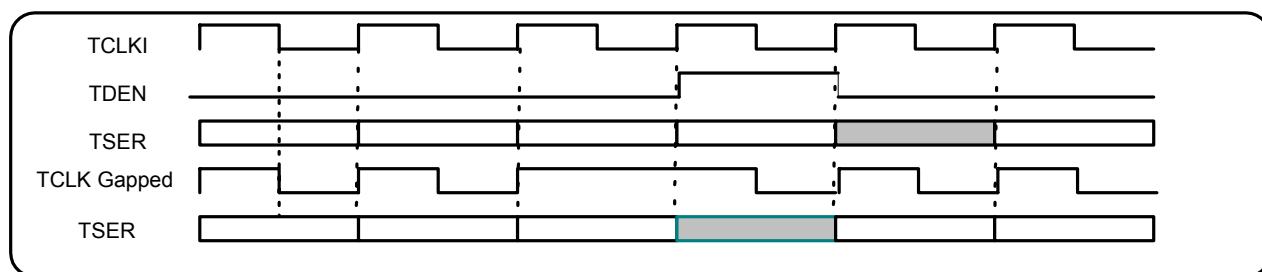 TCLKI
TDEN
TSER
TCLK Gapped
TSER